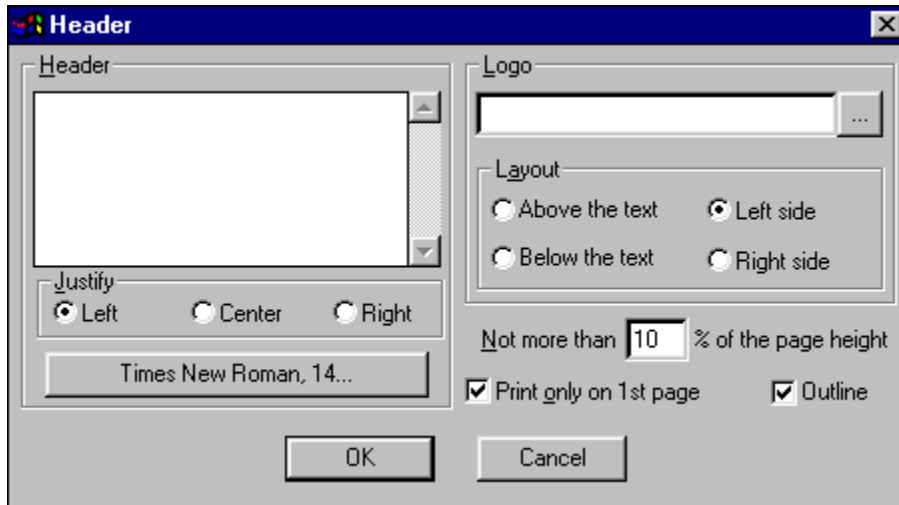 Header
Header
Logo
...
Layout
Above the text
Left side
Below the text
Right side
Justify
Left
Center
Right
Times New Roman, 14...
Not more than 10 % of the page height
Print only on 1st page
Outline
OK
Cancel